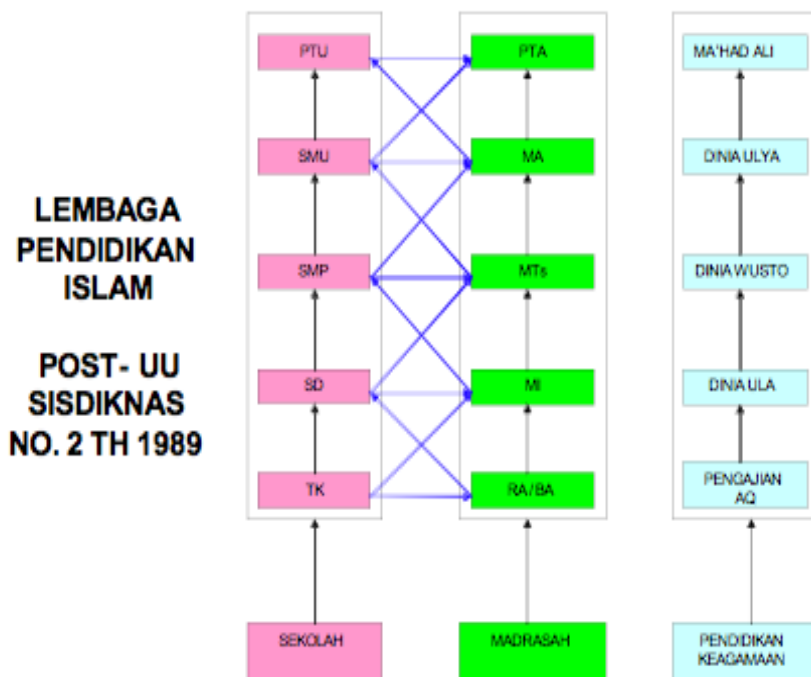 LEMBAGA
PENDIDIKAN
ISLAM
POST- UU
SISDIKNAS
NO. 2 TH 1989
PTU
PTA
MA'HAD ALI
SMU
MA
DINIA ULYA
SMP
MTs
DINIA WUSTO
SD
MI
DINIA ULA
TK
RA/BA
PENGAJIAN
AQ
SEKOLAH
MADRASAH
PENDIDIKAN
KEAGAMAAN